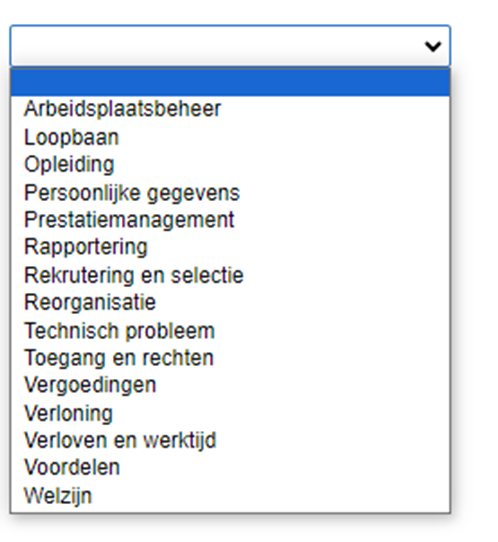 Arbeidsplaatsbeheer
Loopbaan
Opleiding
Persoonlijke gegevens
Prestatiemanagement
Rapportering
Rekrutering en selectie
Reorganisatie
Technisch probleem
Toegang en rechten
Vergoedingen
Verloning
Verloven en werktijd
Voordelen
Welzijn